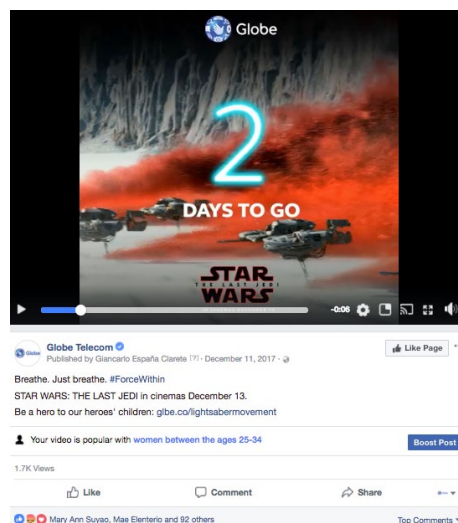 Globe
2
DAYS TO GO
STAR
THE LAST JEDI
WARS
-0:06
Globe
Globe Telecom
Published by Giancarlo España Clarete [?] · December 11, 2017 ·
Like Page
Breathe. Just breathe. #ForceWithin
STAR WARS: THE LAST JEDI in cinemas December 13.
Be a hero to our heroes' children: glbe.co/lightsabermovement
Your video is popular with women between the ages 25-34
Boost Post
1.7K Views
Like Comment Share
Mary Ann Suyao, Mae Elenterio and 92 others
Top Comments